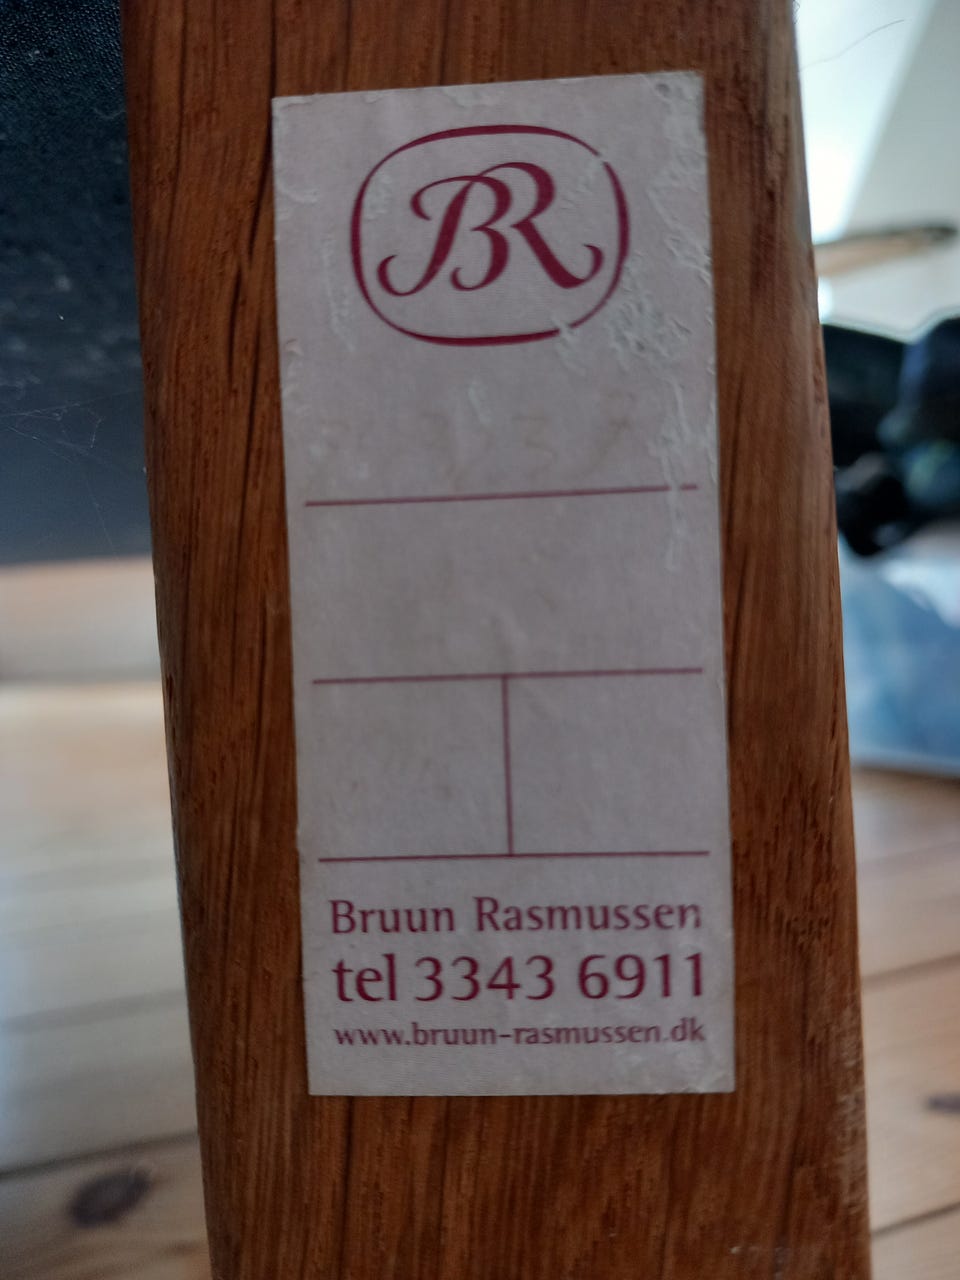 BR
Bruun Rasmussen
tel 3343 6911
www.bruun-rasmussen.dk